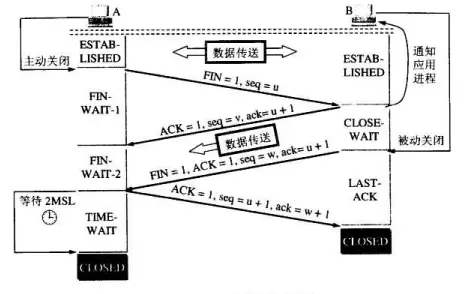 A
B
ESTAB-
LISHED
数据传送
ESTAB-
LISHED
通知
应用
进程
主动关闭
FIN = 1, seq = u
FIN-
WAIT-1
ACK = 1, seq = v, ack= u + 1
CLOSE-
WAIT
数据传送
被动关闭
FIN = 1, ACK = 1, seq = w, ack= u + 1
FIN-
WAIT-2
ACK = 1, seq = u + 1, ack = w + 1
LAST-
ACK
等待 2MSL
TIME-
WAIT
CLOSED
CLOSED